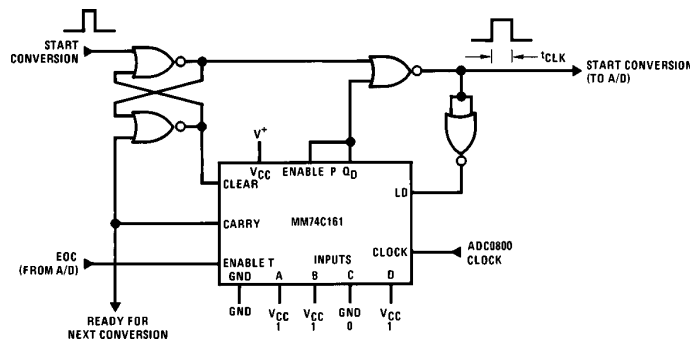 START
CONVERSION
tCLK
START CONVERSION
(TO A/D)
V+
VCC
ENABLE P QD
CLEAR
LD
CARRY
MM74C161
EOC
(FROM A/D)
ENABLE T
INPUTS
CLOCK
ADC0800
CLOCK
GND A B C D
GND VCC VCC GND VCC
1 1 0 1
READY FOR
NEXT CONVERSION